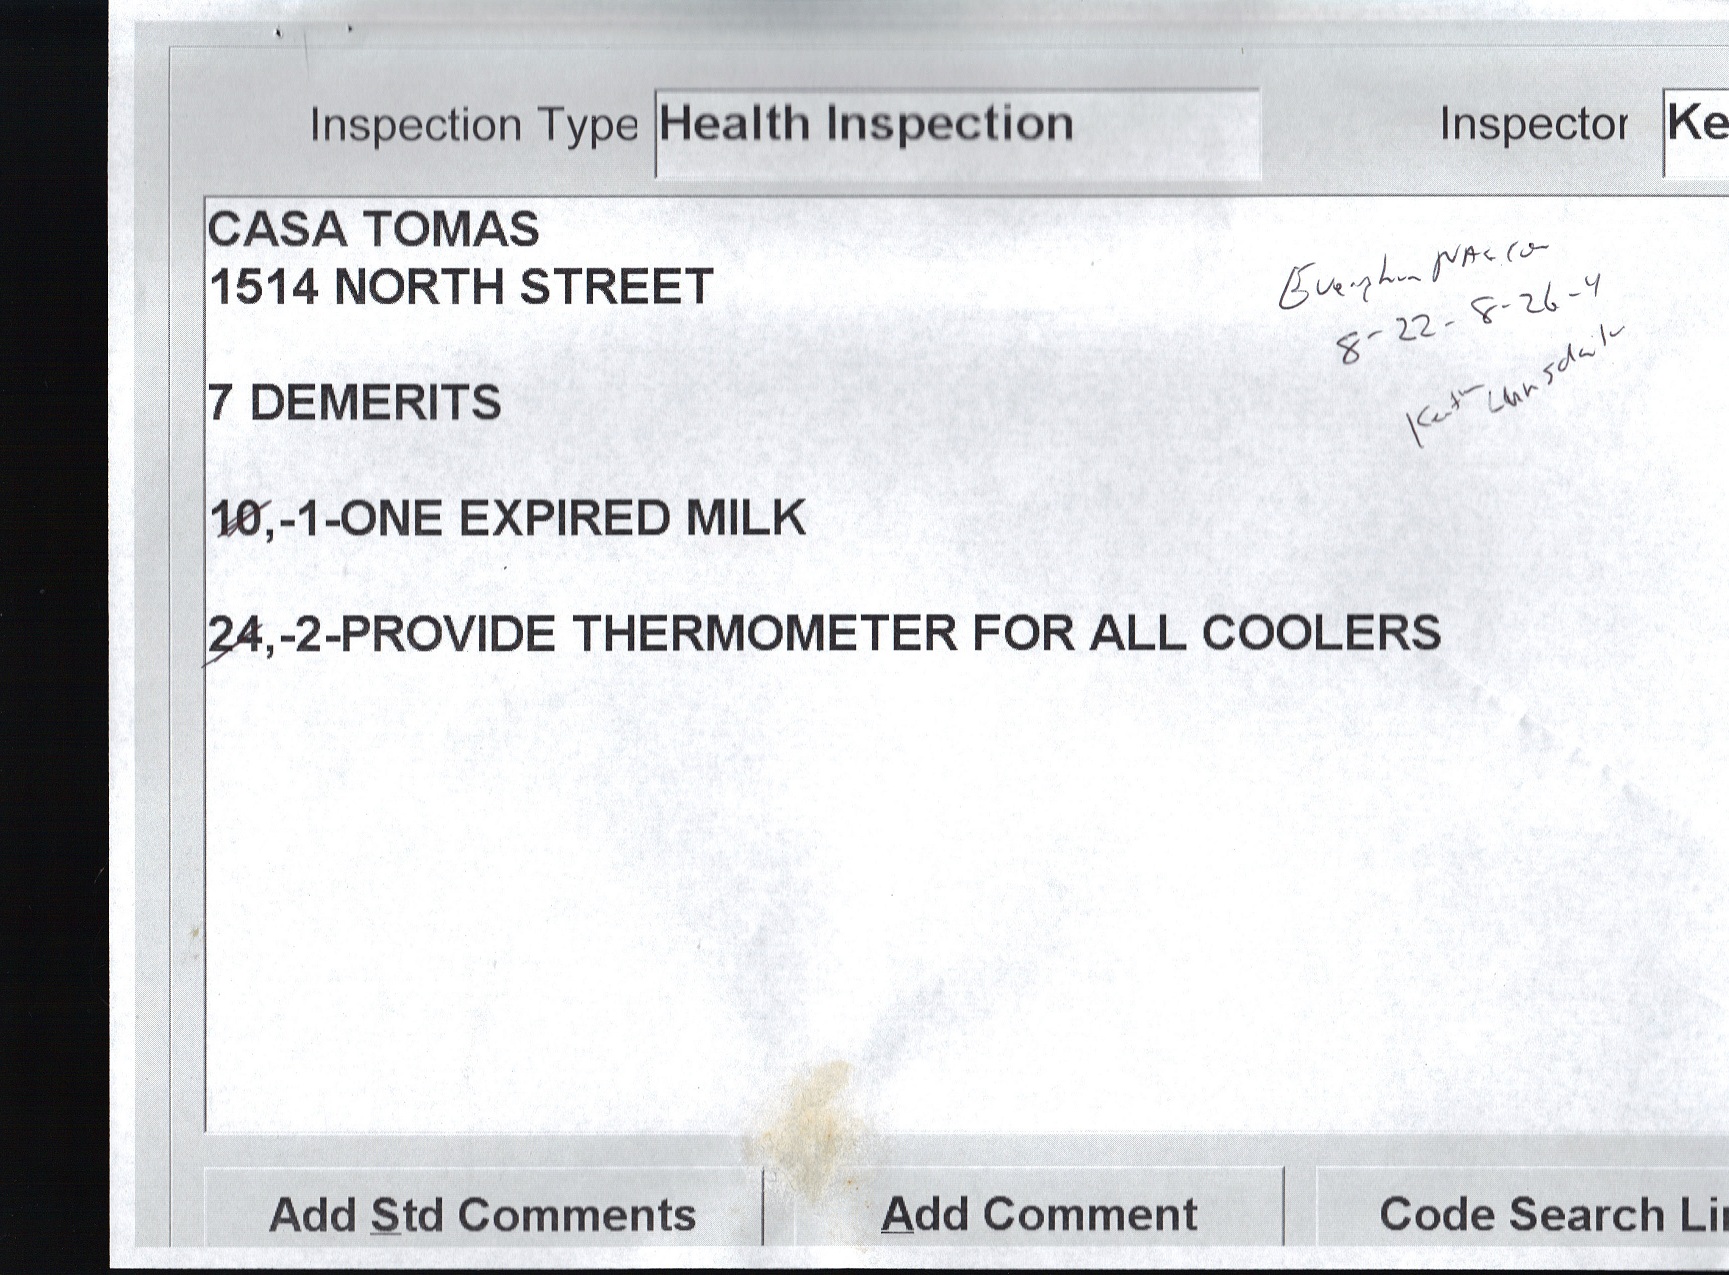 Inspection Type Health Inspection Inspector Ke
CASA TOMAS
1514 NORTH STREET
8-22-8-26-4
7 DEMERITS
10,-1-ONE EXPIRED MILK
24,-2-PROVIDE THERMOMETER FOR ALL COOLERS
Add Std Comments Add Comment Code Search Li